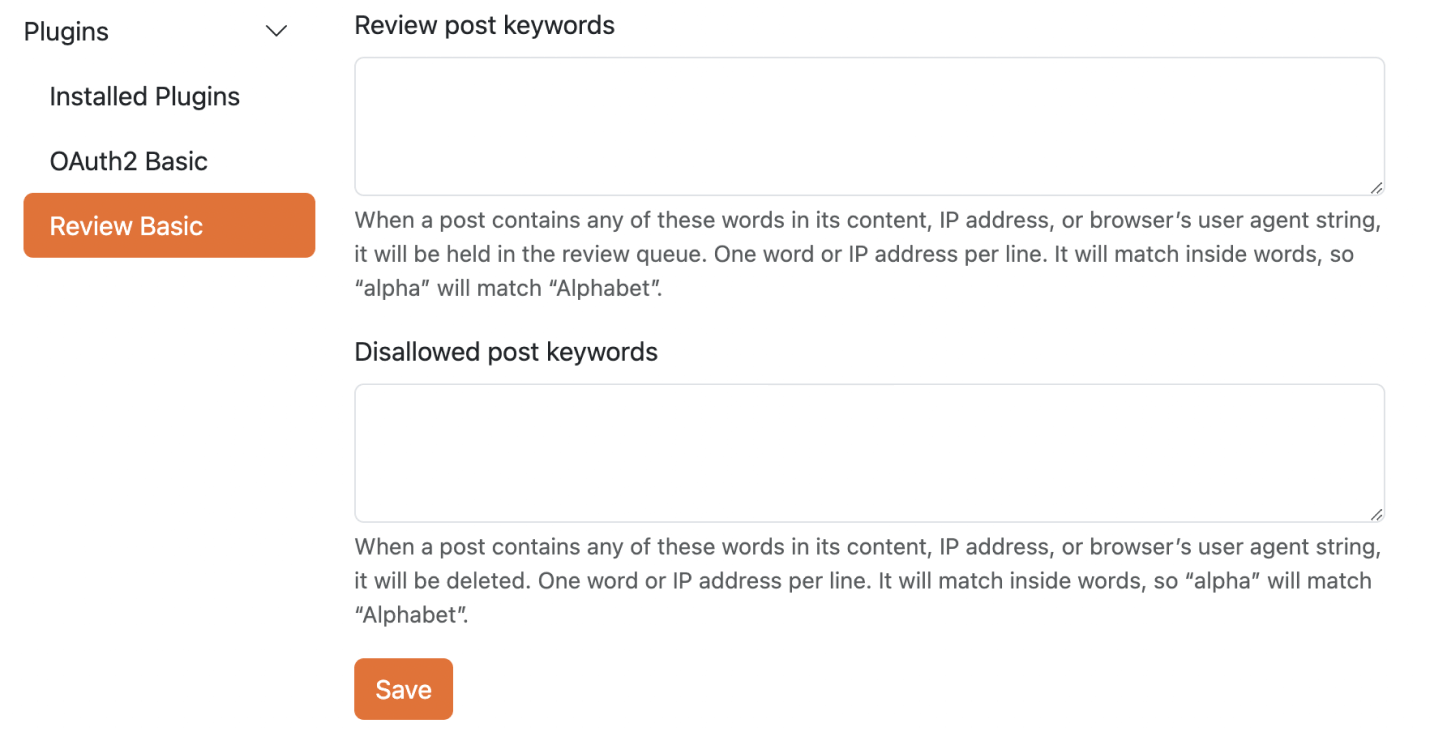 Plugins
Installed Plugins
OAuth2 Basic
Review Basic
Review post keywords
When a post contains any of these words in its content, IP address, or browser’s user agent string,
it will be held in the review queue. One word or IP address per line. It will match inside words, so
“alpha” will match “Alphabet”.
Disallowed post keywords
When a post contains any of these words in its content, IP address, or browser’s user agent string,
it will be deleted. One word or IP address per line. It will match inside words, so “alpha” will match
“Alphabet”.
Save